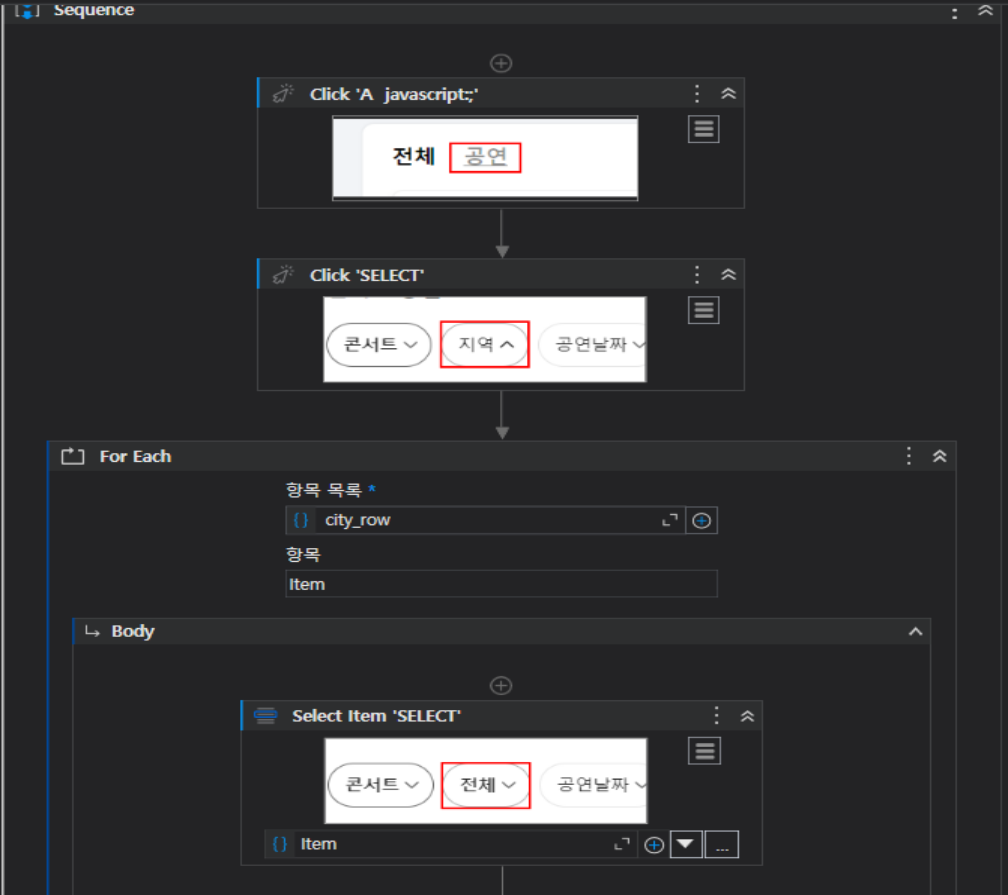 Sequence
Click 'A javascript:;'
전체 공연
Click 'SELECT'
콘서트 지역 공연날짜
For Each
항목 목록 *
{} city_row
항목
Item
Body
Select Item 'SELECT'
콘서트 전체 공연날짜
{} Item
...